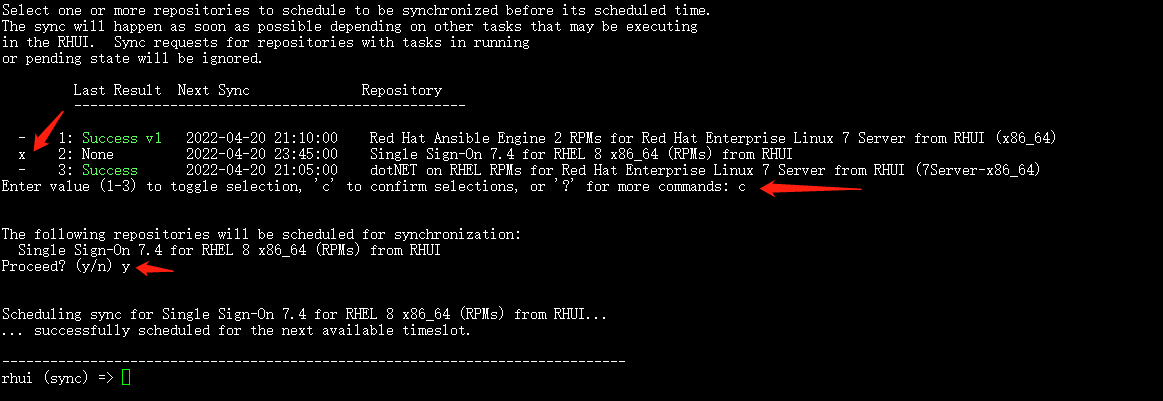 Select one or more repositories to schedule to be synchronized before its scheduled time.
The sync will happen as soon as possible depending on other tasks that may be executing
in the RHUI.  Sync requests for repositories with tasks in running
or pending state will be ignored.
Last Result  Next Sync              Repository
-------------------------------------------------
-    1: Success v1   2022-04-20 21:10:00    Red Hat Ansible Engine 2 RPMs for Red Hat Enterprise Linux 7 Server from RHUI (x86_64)
x    2: None         2022-04-20 23:45:00    Single Sign-On 7.4 for RHEL 8 x86_64 (RPMs) from RHUI
-    3: Success      2022-04-20 21:05:00    dotNET on RHEL RPMs for Red Hat Enterprise Linux 7 Server from RHUI (7Server-x86_64)
Enter value (1-3) to toggle selection, 'c' to confirm selections, or '?' for more commands: c
The following repositories will be scheduled for synchronization:
  Single Sign-On 7.4 for RHEL 8 x86_64 (RPMs) from RHUI
Proceed? (y/n) y
Scheduling sync for Single Sign-On 7.4 for RHEL 8 x86_64 (RPMs) from RHUI...
... successfully scheduled for the next available timeslot.
------------------------------------------------------------------------------
rhui (sync) =>